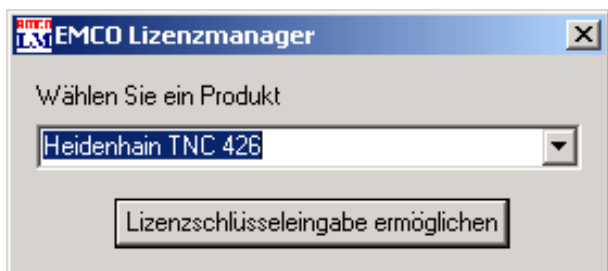 EMCO Lizenzmanager
Wählen Sie ein Produkt
Heidenhain TNC 426
Lizenzschlüsseleingabe ermöglichen